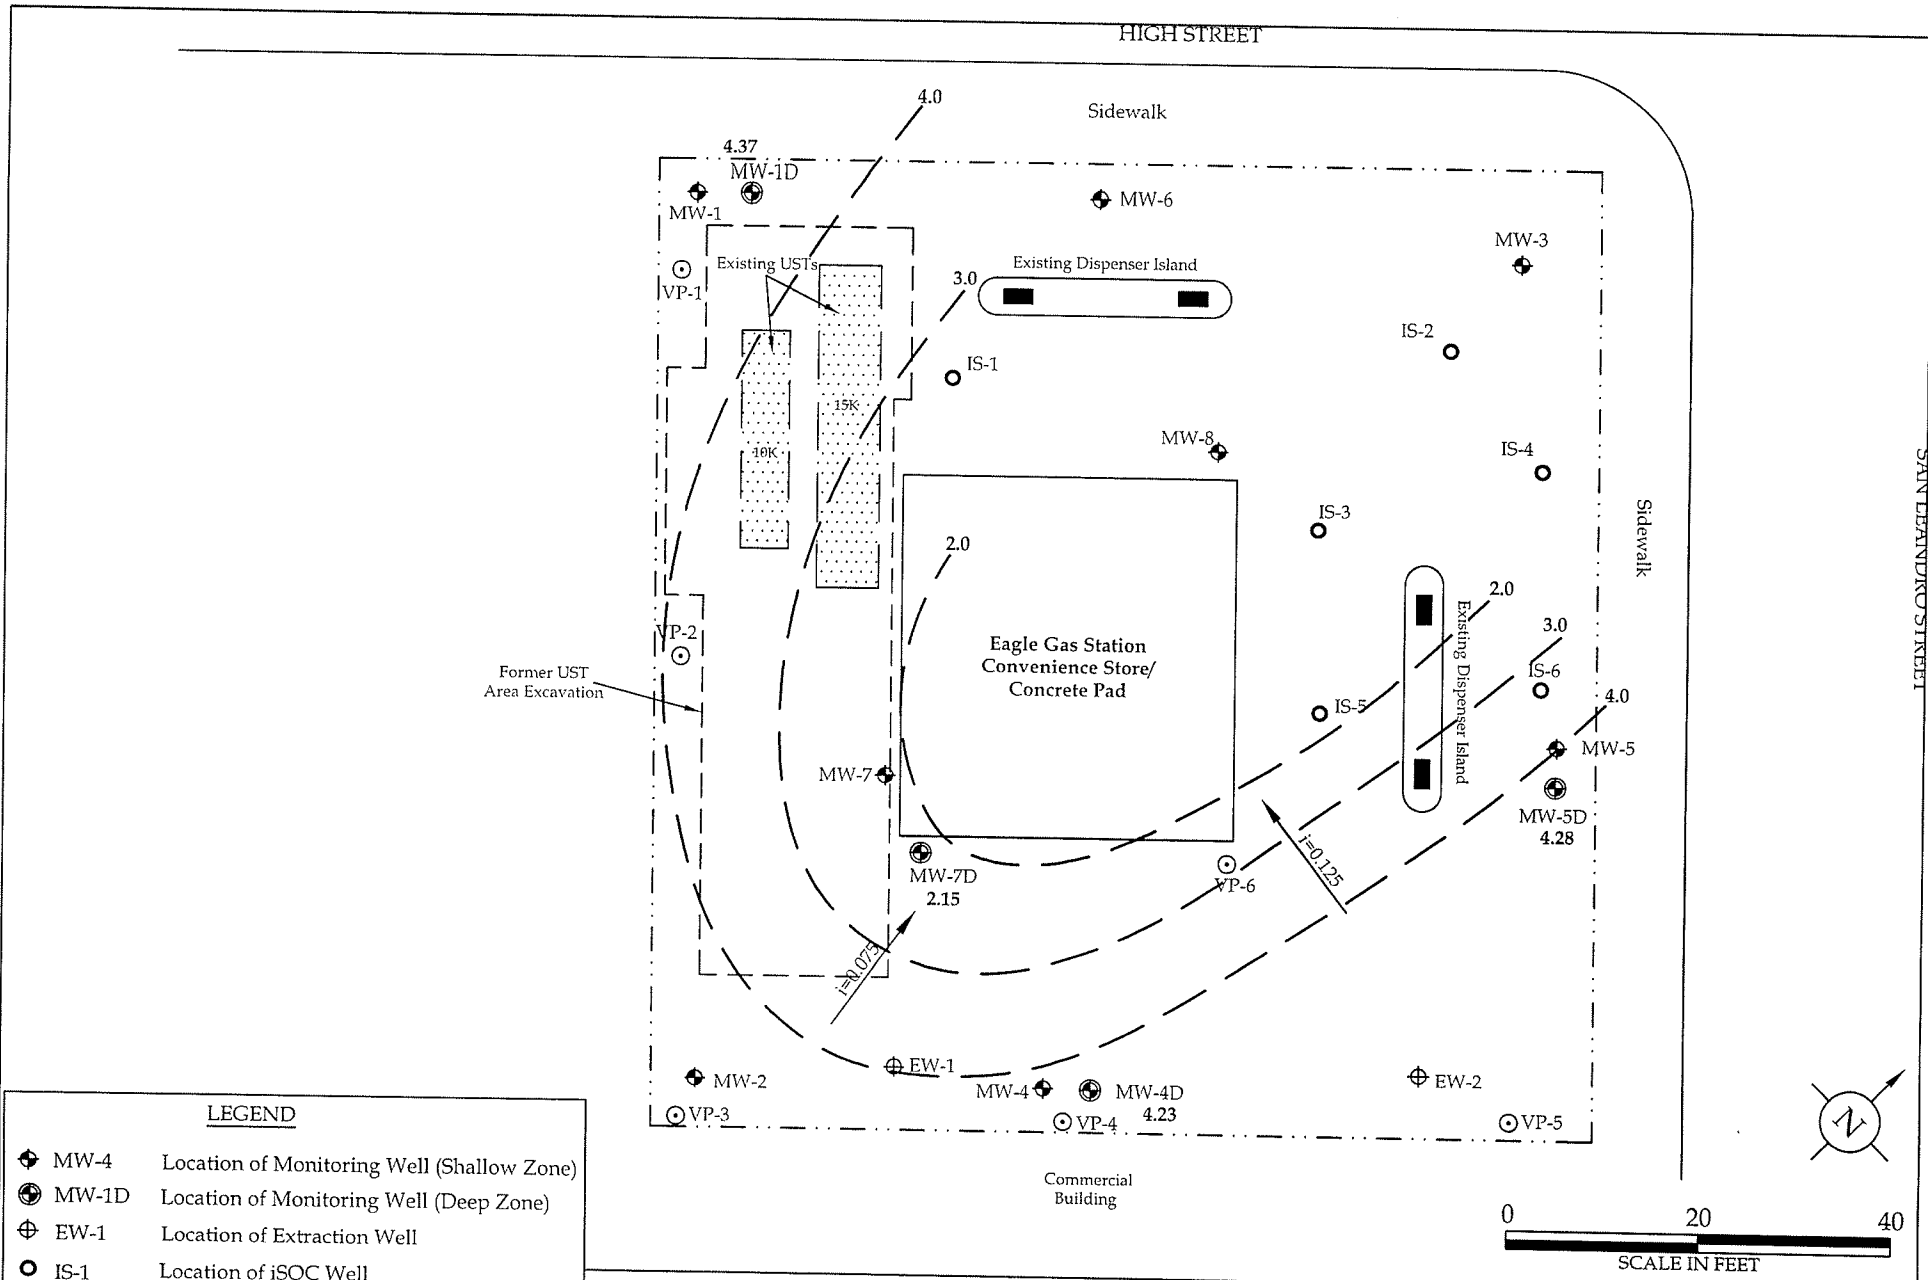 HIGH STREET
Sidewalk
4.0
4.37
MW-1D
MW-1
MW-6
MW-3
Existing USTs
VP-1
3.0
Existing Dispenser Island
IS-2
IS-1
15K
10K
MW-8
IS-4
IS-3
SAN LEANDRO STREET
Sidewalk
2.0
2.0
3.0
VP-2
Eagle Gas Station
Convenience Store/
Concrete Pad
Existing Dispenser Island
Former UST
Area Excavation
IS-6
IS-5
4.0
MW-5
MW-7
MW-5D
4.28
MW-7D
2.15
VP-6
i=0.125
i=0.075
EW-1
MW-2
MW-4
MW-4D
4.23
EW-2
VP-3
VP-4
VP-5
N
Commercial
Building
0 20 40
SCALE IN FEET
LEGEND
MW-4 Location of Monitoring Well (Shallow Zone)
MW-1D Location of Monitoring Well (Deep Zone)
EW-1 Location of Extraction Well
IS-1 Location of iSOC Well